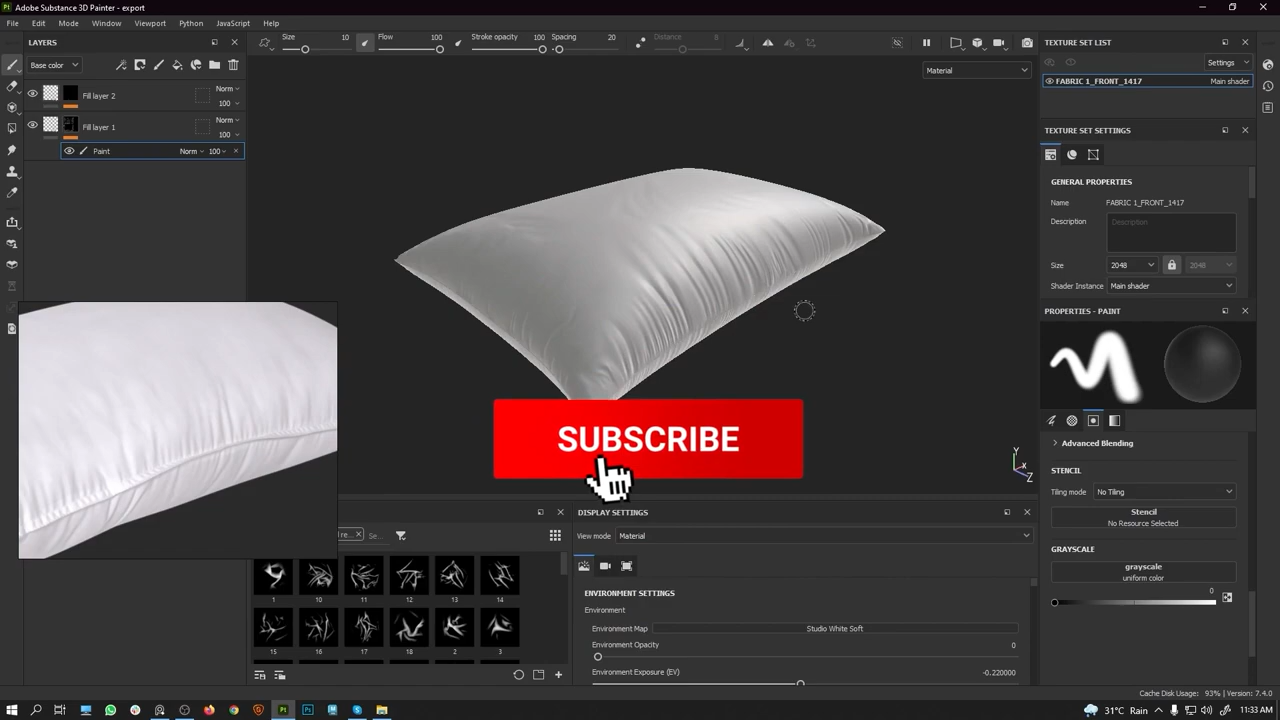 Adobe Substance 3D Painter - export
File Edit Mode Window Viewport Python JavaScript Help
LAYERS
Size 10 Flow 100 Stroke opacity 100 Spacing 20 Distance 8
TEXTURE SET LIST
Base color
Material
Settings
FABRIC 1_FRONT_1417 Main shader
Fill layer 2 Norm 100
Fill layer 1 Norm 100
Paint Norm 100
TEXTURE SET SETTINGS
GENERAL PROPERTIES
Name FABRIC 1_FRONT_1417
Description Description
Size 2048 2048
Shader Instance Main shader
PROPERTIES - PAINT
SUBSCRIBE
Advanced Blending
STENCIL
Tiling mode No Tiling
Stencil
No Resource Selected
GRAYSCALE
grayscale
uniform color
0
Y
X
Z
DISPLAY SETTINGS
re... Se...
View mode Material
1 10 11 12 13 14
15 16 17 18 2 3
ENVIRONMENT SETTINGS
Environment
Environment Map Studio White Soft
Environment Opacity 0
Environment Exposure (EV) -0.220000
Cache Disk Usage: 93% Version: 7.4.0
31°C Rain 11:33 AM